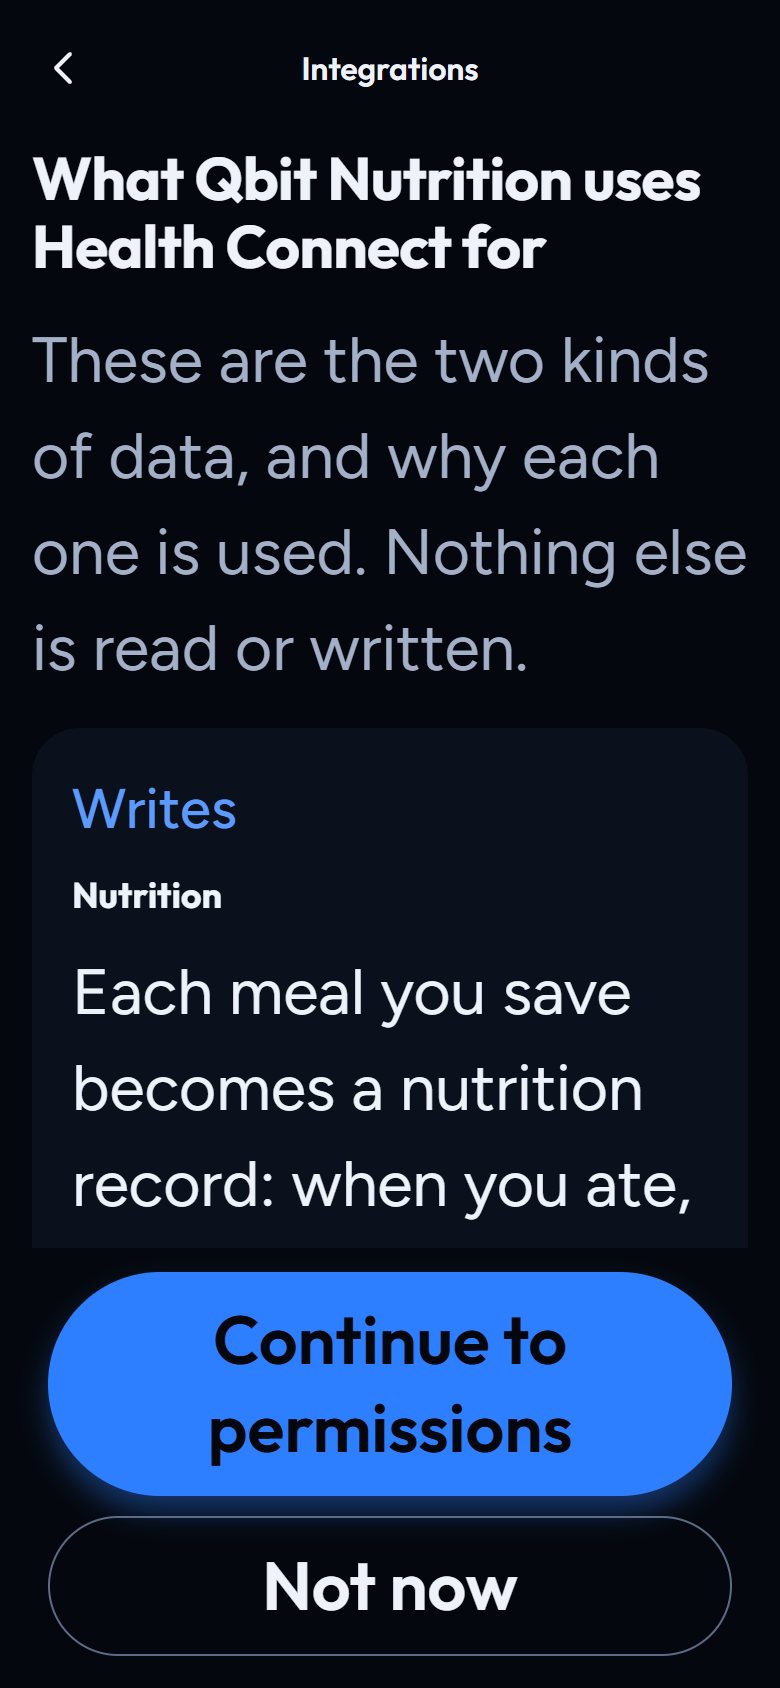 Integrations
What Qbit Nutrition uses
Health Connect for
These are the two kinds
of data, and why each
one is used. Nothing else
is read or written.
Writes
Nutrition
Each meal you save
becomes a nutrition
record: when you ate,
Continue to
permissions
Not now